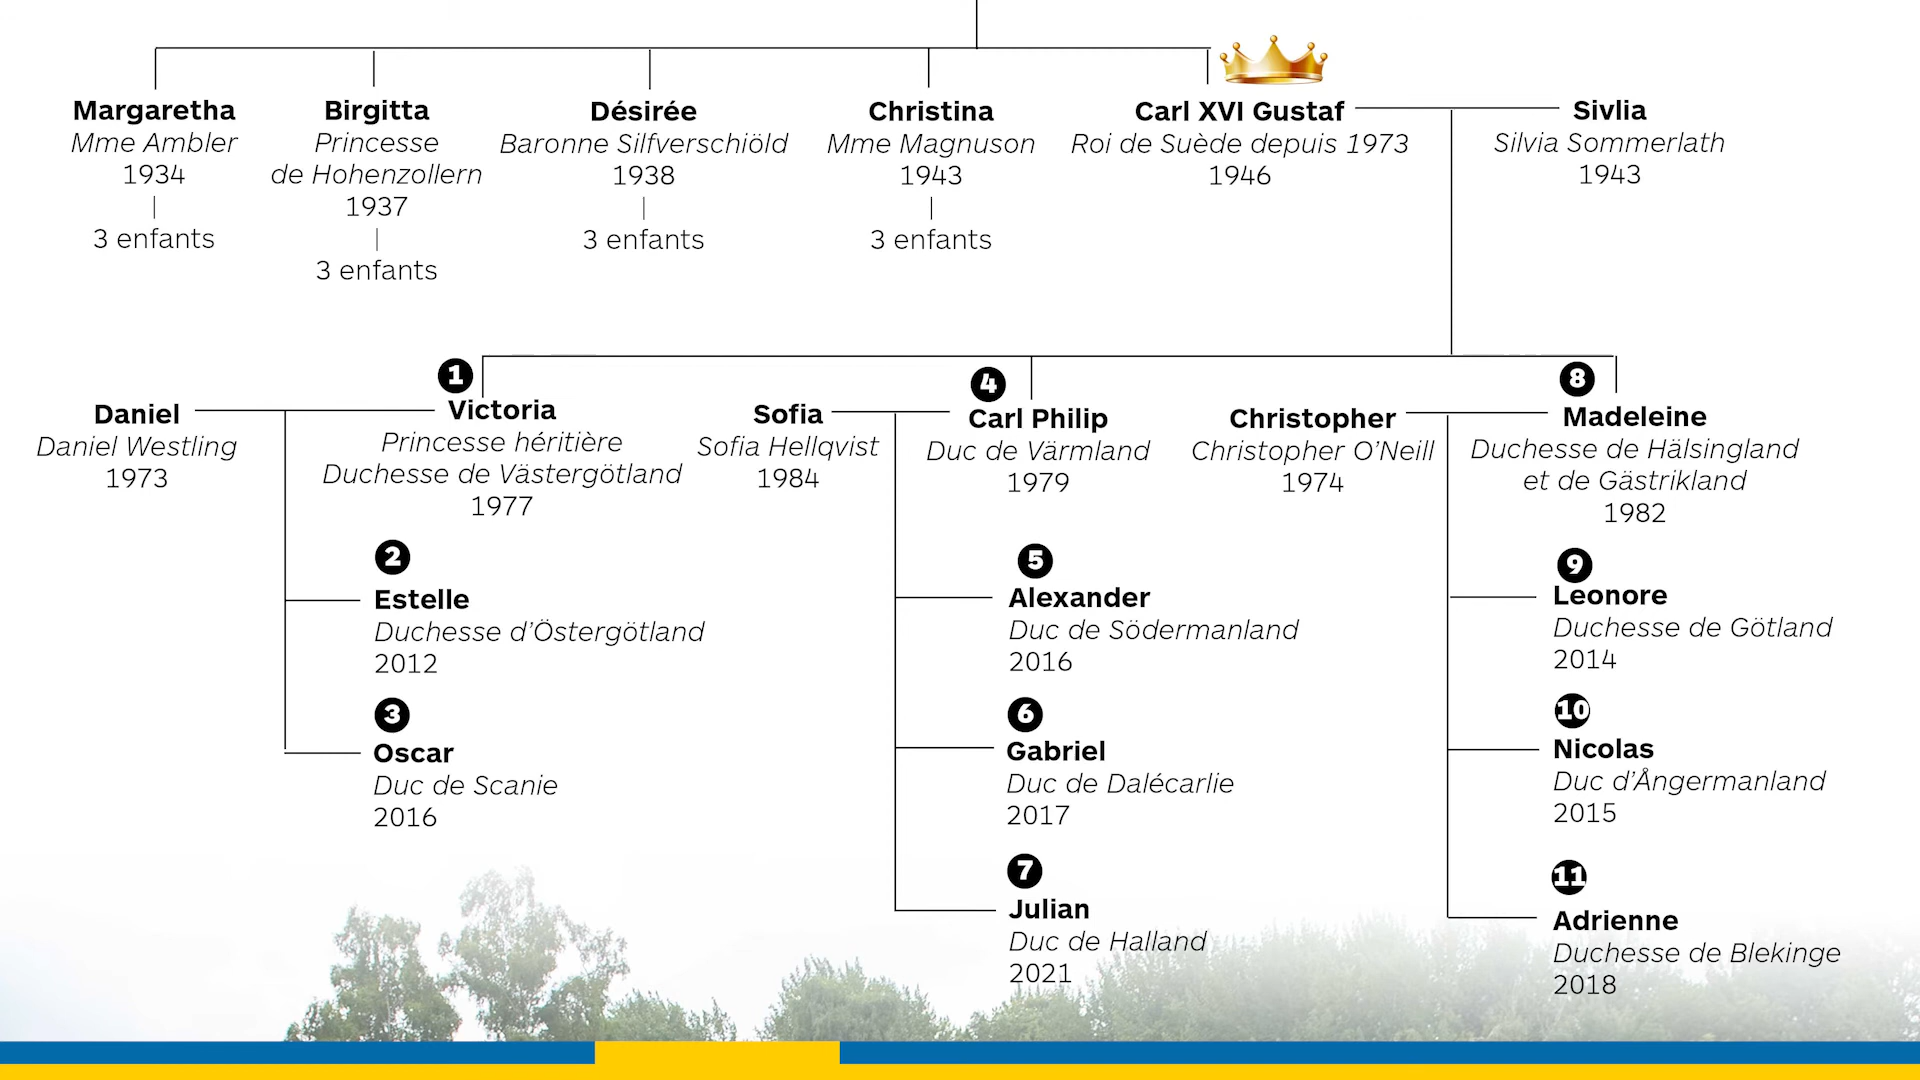 Margaretha
Mme Ambler
1934
3 enfants
Birgitta
Princesse
de Hohenzollern
1937
3 enfants
Désirée
Baronne Silfverschiöld
1938
3 enfants
Christina
Mme Magnuson
1943
3 enfants
Carl XVI Gustaf
Roi de Suède depuis 1973
1946
Sivlia
Silvia Sommerlath
1943
Daniel
Daniel Westling
1973
1
Victoria
Princesse héritière
Duchesse de Västergötland
1977
2
Estelle
Duchesse d'Östergötland
2012
3
Oscar
Duc de Scanie
2016
Sofia
Sofia Hellqvist
1984
4
Carl Philip
Duc de Värmland
1979
5
Alexander
Duc de Södermanland
2016
6
Gabriel
Duc de Dalécarlie
2017
7
Julian
Duc de Halland
2021
Christopher
Christopher O'Neill
1974
8
Madeleine
Duchesse de Hälsingland
et de Gästrikland
1982
9
Leonore
Duchesse de Götland
2014
10
Nicolas
Duc d'Ångermanland
2015
11
Adrienne
Duchesse de Blekinge
2018